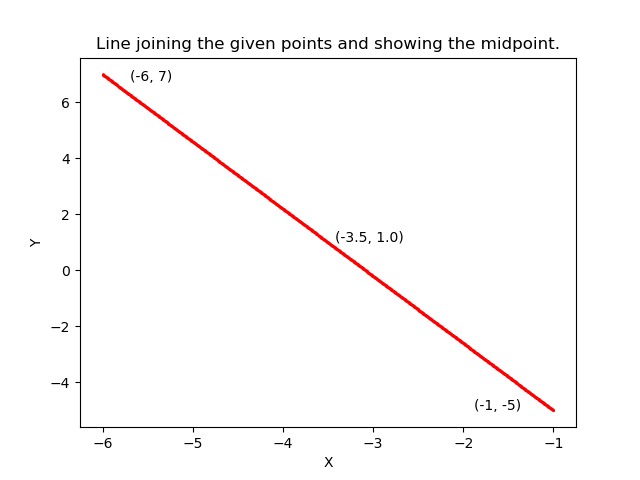 Line joining the given points and showing the midpoint.
(-6, 7)
6
4
(-3.5, 1.0)
2
Y
0
−2
−4
(-1, -5)
−6 −5 −4 −3 −2 −1
X